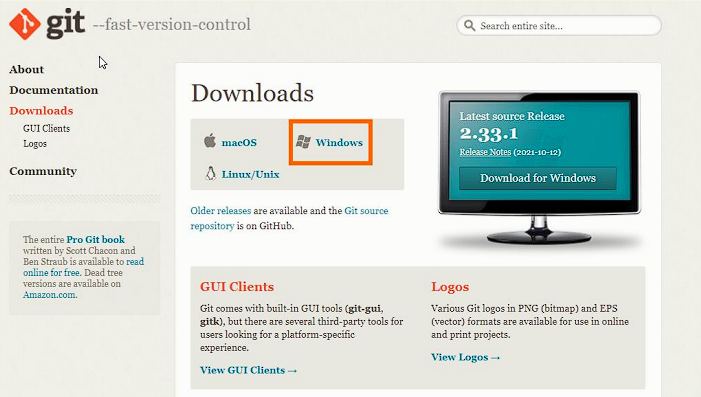 git --fast-version-control
Search entire site...
About
Documentation
Downloads
GUI Clients
Logos
Community
The entire Pro Git book
written by Scott Chacon and
Ben Straub is available to read
online for free. Dead tree
versions are available on
Amazon.com.
Downloads
macOS
Windows
Linux/Unix
Older releases are available and the Git source
repository is on GitHub.
Latest source Release
2.33.1
Release Notes (2021-10-12)
Download for Windows
GUI Clients
Git comes with built-in GUI tools (git-gui,
gitk), but there are several third-party tools for
users looking for a platform-specific
experience.
View GUI Clients →
Logos
Various Git logos in PNG (bitmap) and EPS
(vector) formats are available for use in online
and print projects.
View Logos →